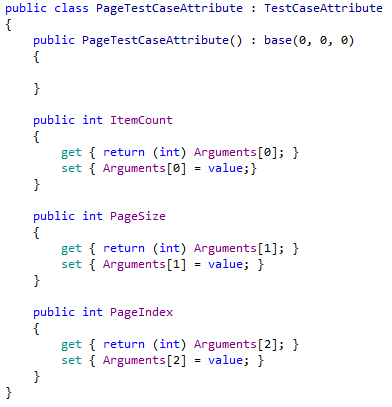 public class PageTestCaseAttribute : TestCaseAttribute
{
    public PageTestCaseAttribute() : base(0, 0, 0)
    {

    }

    public int ItemCount
    {
        get { return (int) Arguments[0]; }
        set { Arguments[0] = value;}
    }

    public int PageSize
    {
        get { return (int) Arguments[1]; }
        set { Arguments[1] = value; }
    }

    public int PageIndex
    {
        get { return (int) Arguments[2]; }
        set { Arguments[2] = value; }
    }
}